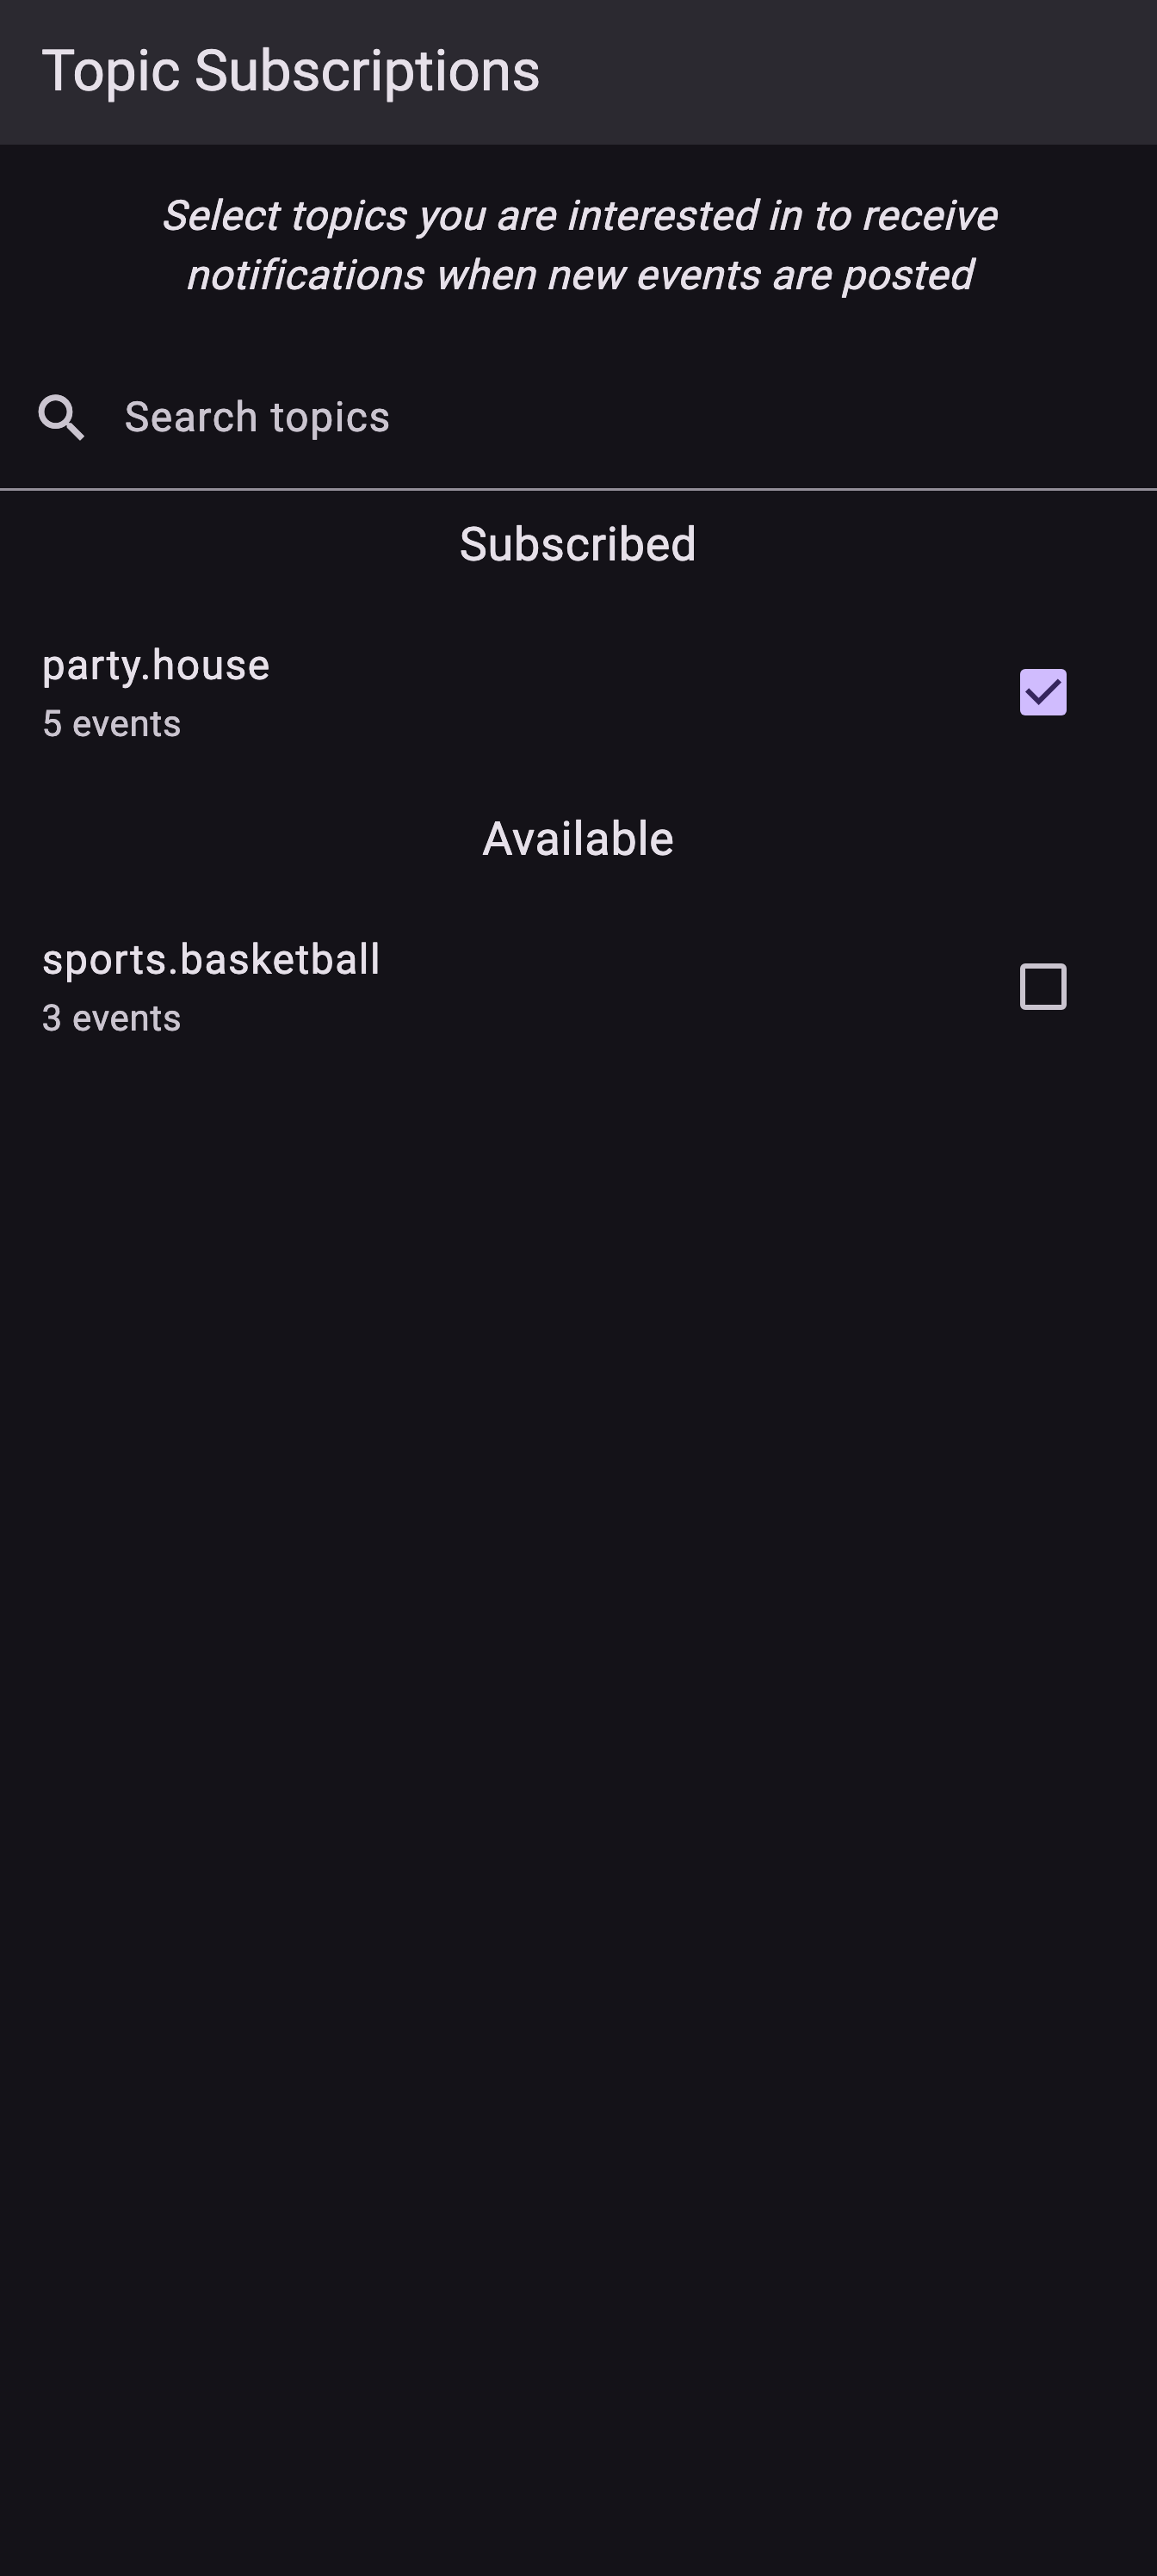 Topic Subscriptions
Select topics you are interested in to receive
notifications when new events are posted
Search topics
Subscribed
party.house
5 events
Available
sports.basketball
3 events